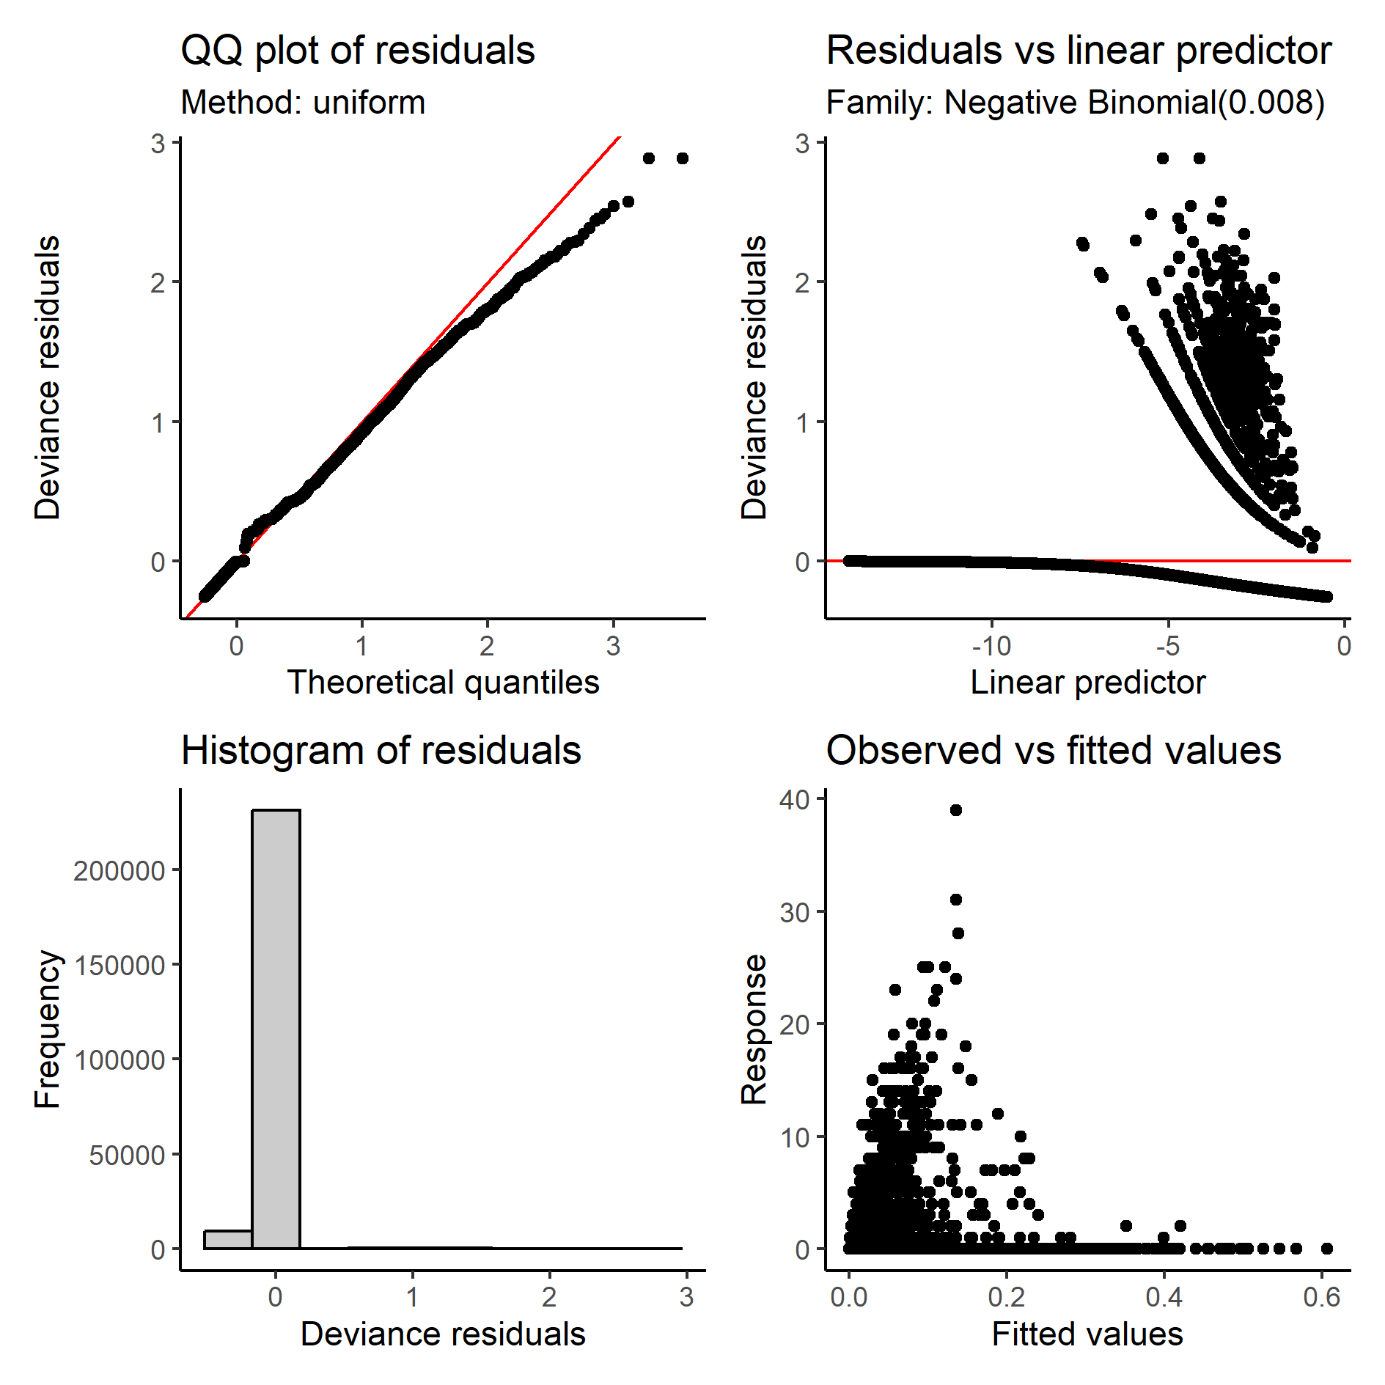 QQ plot of residuals
Method: uniform
3
2
1
0
Deviance residuals
0
1
2
3
Theoretical quantiles
Residuals vs linear predictor
Family: Negative Binomial(0.008)
3
2
1
0
Deviance residuals
-10
-5
0
Linear predictor
Histogram of residuals
200000
150000
100000
50000
0
Frequency
0
1
2
3
Deviance residuals
Observed vs fitted values
40
30
20
10
0
Response
0.0
0.2
0.4
0.6
Fitted values